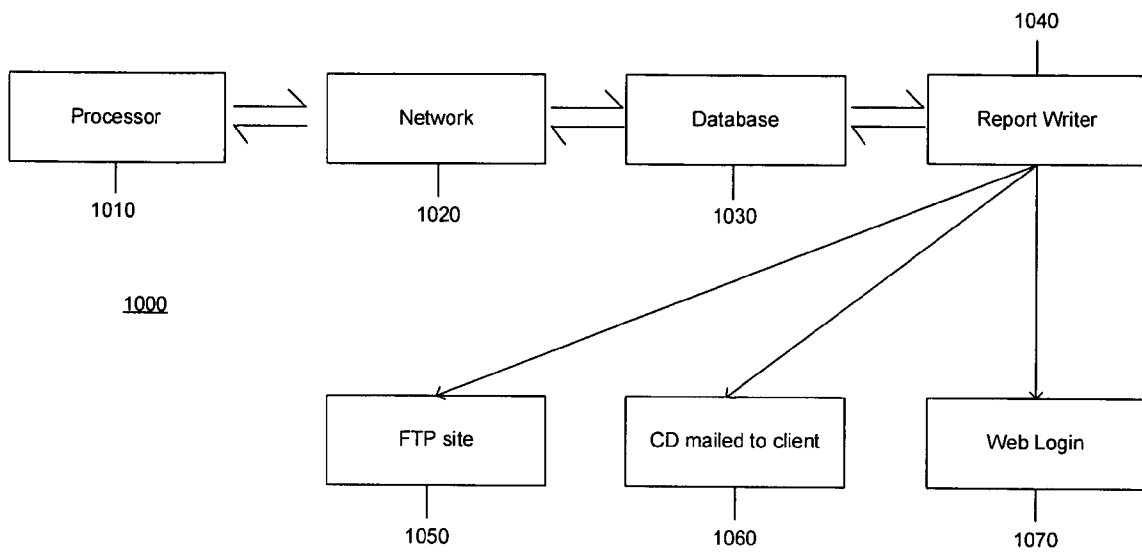 1040
Processor
Network
Database
Report Writer
1010
1020
1030
1000
FTP site
CD mailed to client
Web Login
1050
1060
1070